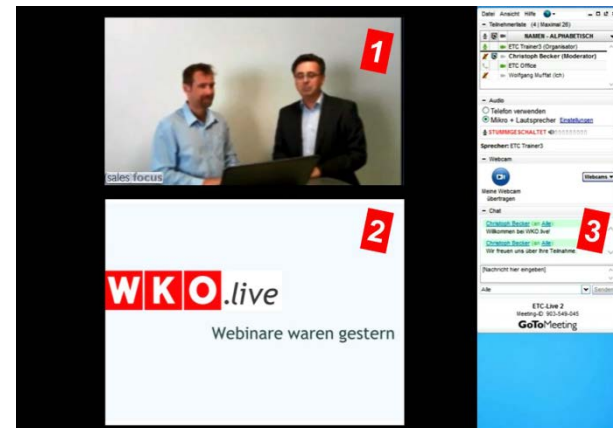 1
sales focus
2
WKO.live
Webinare waren gestern
Datei Ansicht Hilfe
Teilnehmerliste (4 | Maximal 26)
NAMEN - ALPHABETISCH
ETC Trainer3 (Organisator)
Christoph Becker (Moderator)
ETC Office
Wolfgang Muffat (Ich)
Audio
Telefon verwenden
Mikro + Lautsprecher Einstellungen
STUMMGESCHALTET
Sprecher: ETC Trainer3
Webcam
Webcams
Meine Webcam
übertragen
Chat
Christoph Becker (an Alle):
Willkommen bei WKO.live!
3
Christoph Becker (an Alle):
Wir freuen uns über Ihre Teilnahme.
[Nachricht hier eingeben]
Alle
Senden
ETC-Live 2
Meeting-ID: 903-549-045
GoToMeeting